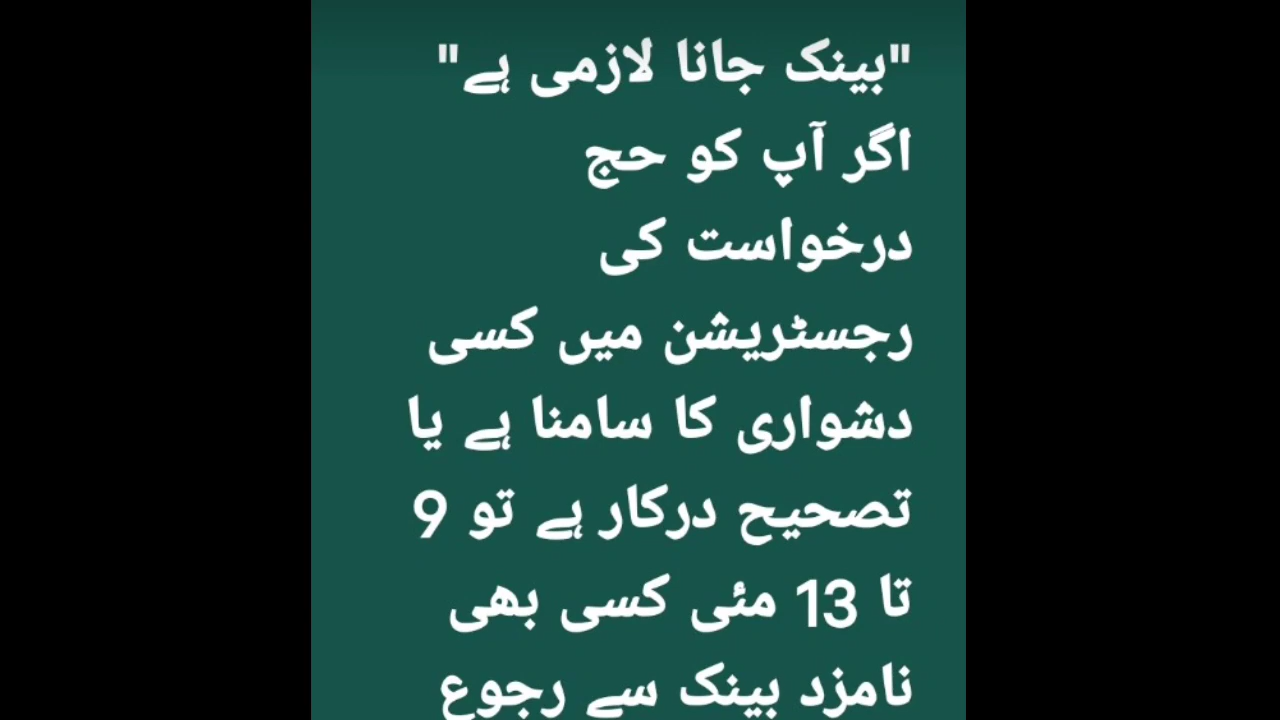 "بینک جانا لازمی ہے"
اگر آپ کو حج
درخواست کی
رجسٹریشن میں کسی
دشواری کا سامنا ہے یا
تصحیح درکار ہے تو 9
تا 13 مئی کسی بھی
نامزد بینک سے رجوع